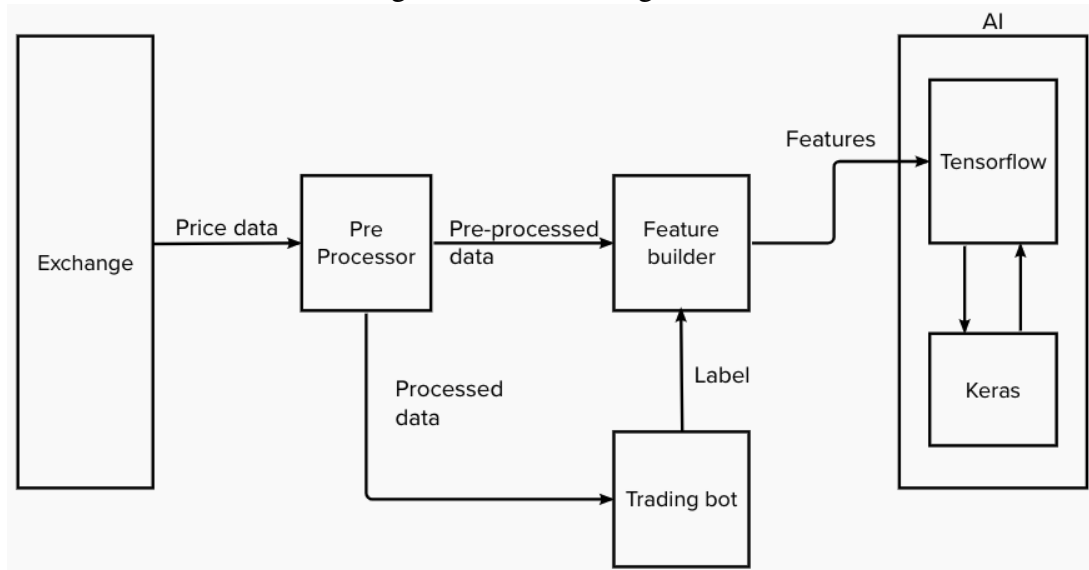 AI
Tensorflow
Features
Price data
Pre
Processor
Pre-processed
data
Feature
builder
Exchange
Keras
Label
Processed
data
Trading bot